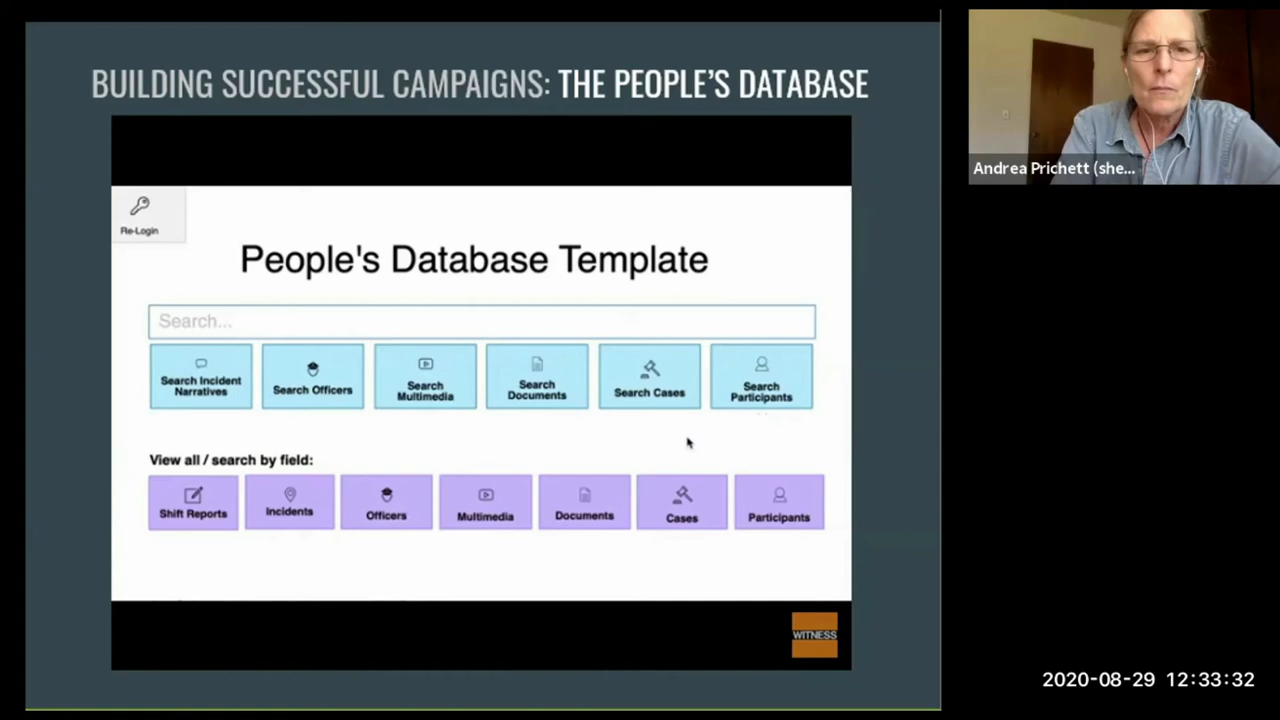 BUILDING SUCCESSFUL CAMPAIGNS: THE PEOPLE'S DATABASE
Andrea Prichett (she...
Re-Login
People's Database Template
Search...
Search Incident
Narratives
Search Officers
Search
Multimedia
Search
Documents
Search Cases
Search
Participants
View all / search by field:
Shift Reports
Incidents
Officers
Multimedia
Documents
Cases
Participants
WITNESS
2020-08-29 12:33:32